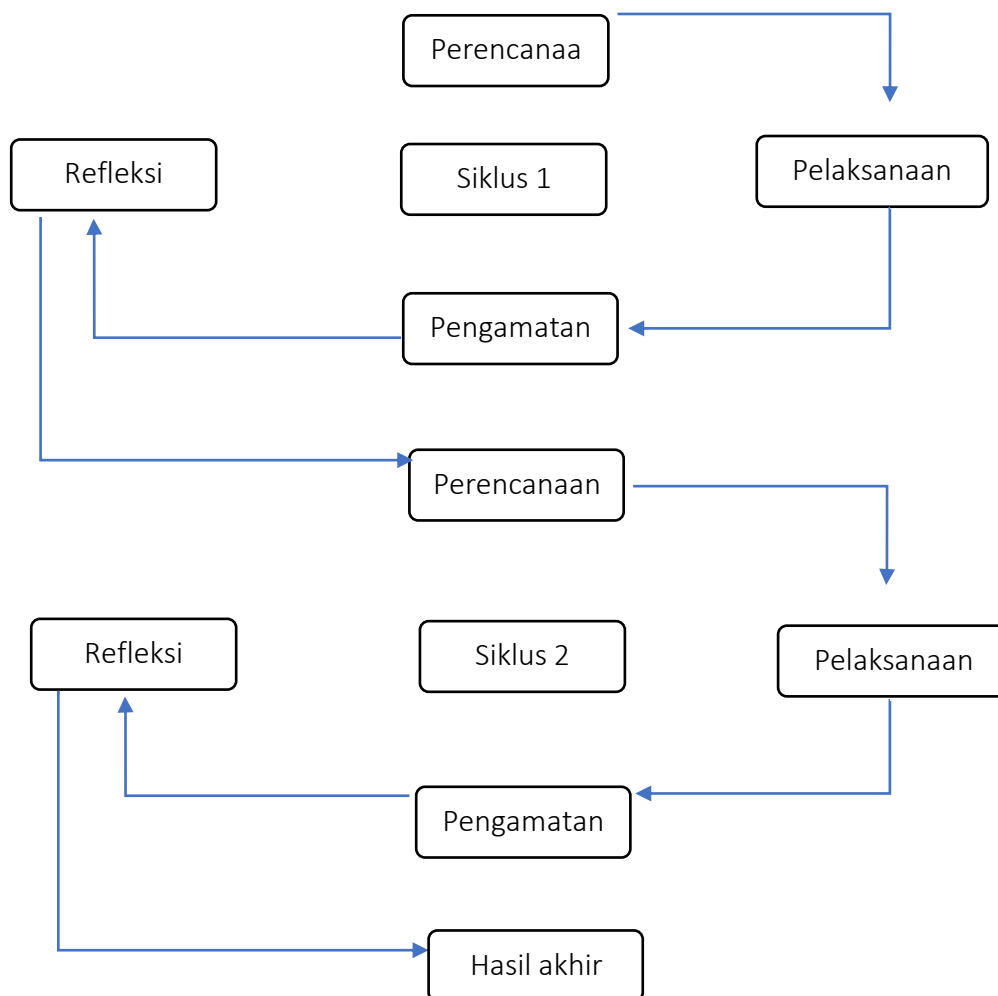 Perencanaa
Refleksi
Siklus 1
Pelaksanaan
Pengamatan
Perencanaan
Refleksi
Siklus 2
Pelaksanaan
Pengamatan
Hasil akhir